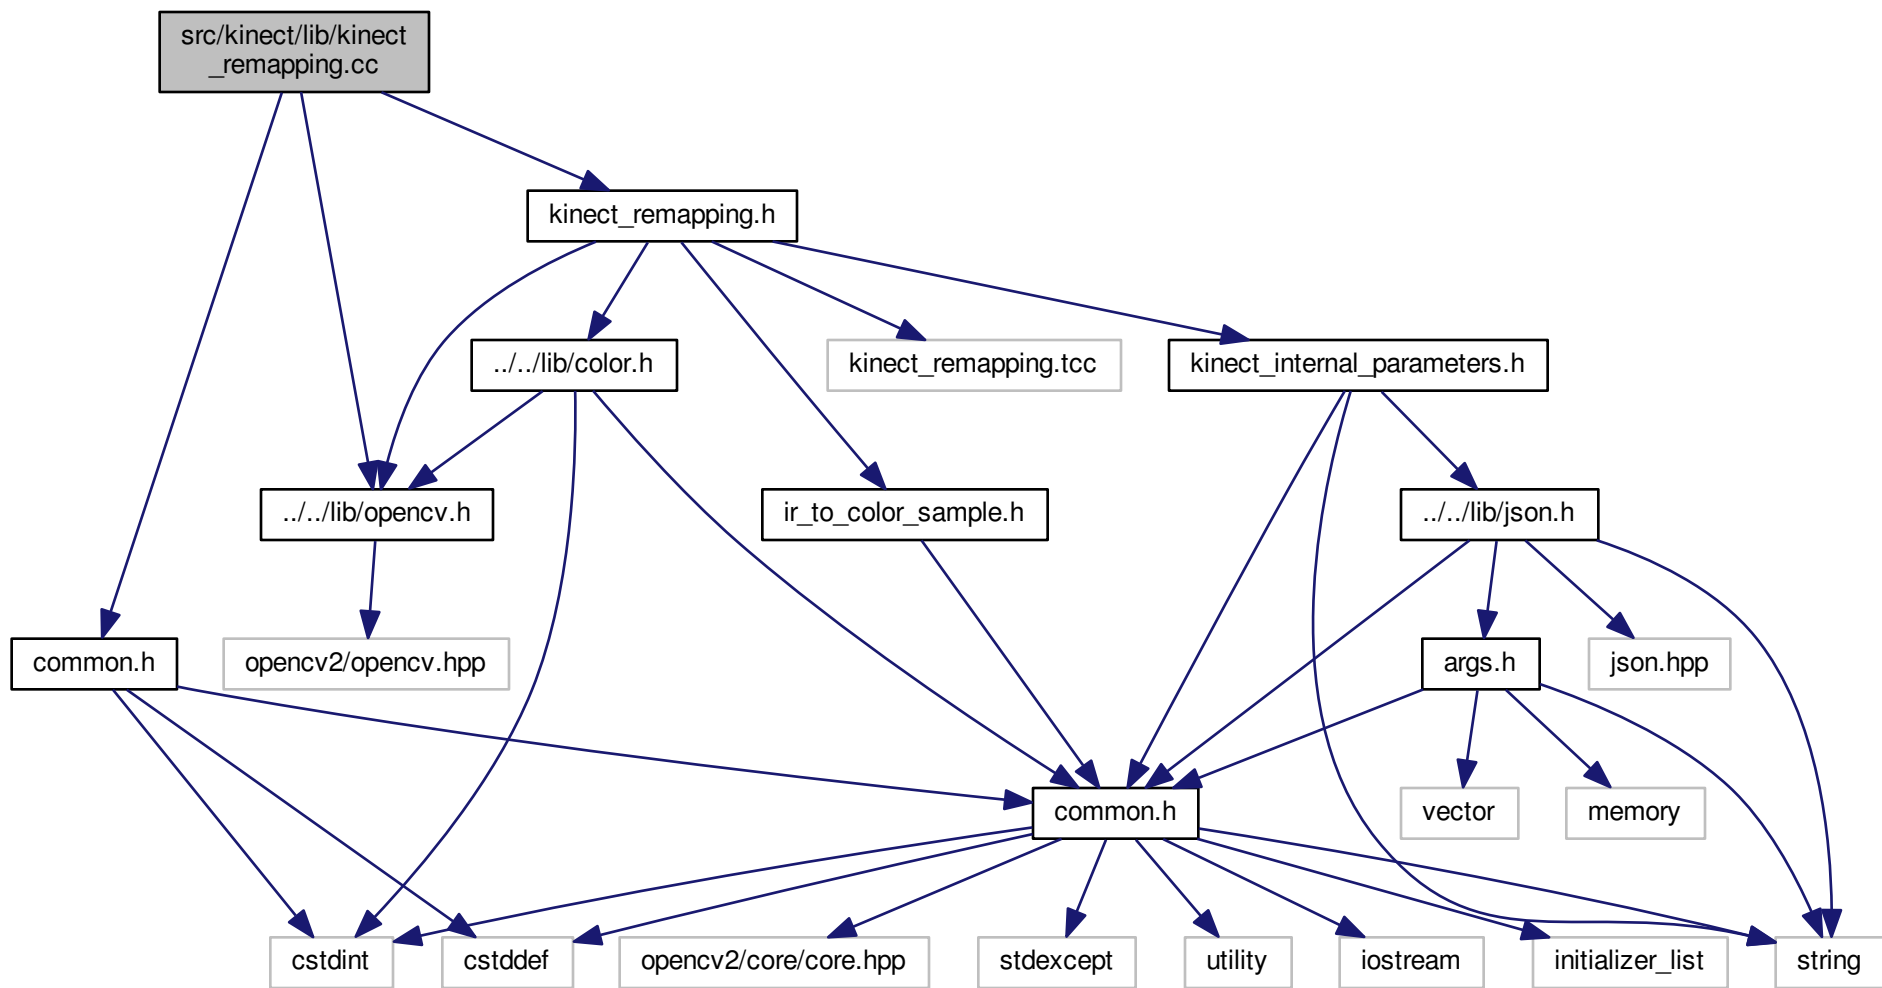 src/kinect/lib/kinect
_remapping.cc
kinect_remapping.h
../../lib/color.h
kinect_remapping.tcc
kinect_internal_parameters.h
../../lib/opencv.h
ir_to_color_sample.h
../../lib/json.h
common.h
opencv2/opencv.hpp
args.h
json.hpp
common.h
vector
memory
cstdint
cstddef
opencv2/core/core.hpp
stdexcept
utility
iostream
initializer_list
string